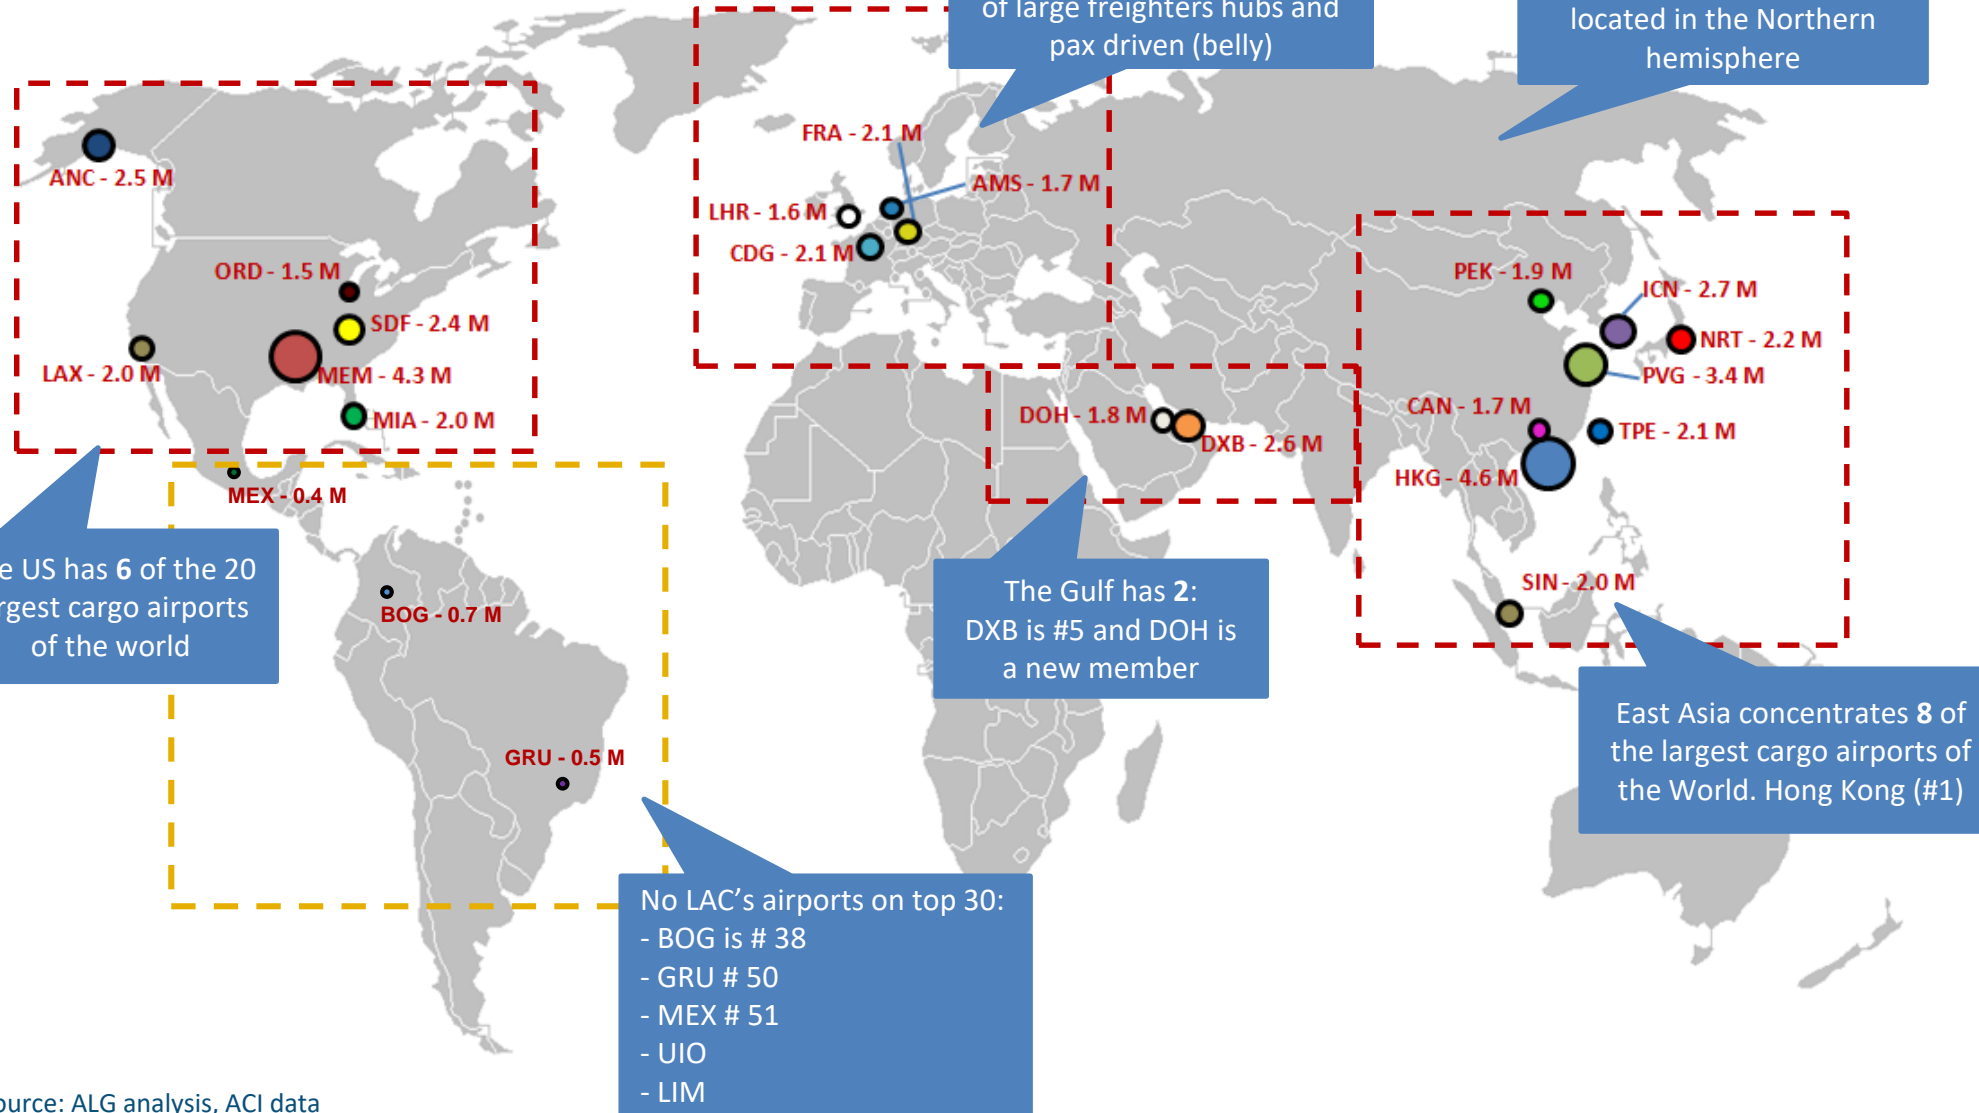 of large freighters hubs and
pax driven (belly)
located in the Northern
hemisphere
ANC - 2.5 M
ORD - 1.5 M
SDF - 2.4 M
LAX - 2.0 M
MEM - 4.3 M
MIA - 2.0 M
FRA - 2.1 M
AMS - 1.7 M
LHR - 1.6 M
CDG - 2.1 M
DOH - 1.8 M
DXB - 2.6 M
PEK - 1.9 M
ICN - 2.7 M
NRT - 2.2 M
PVG - 3.4 M
CAN - 1.7 M
TPE - 2.1 M
HKG - 4.6 M
SIN - 2.0 M
MEX - 0.4 M
BOG - 0.7 M
GRU - 0.5 M
e US has 6 of the 20
rgest cargo airports
of the world
The Gulf has 2:
DXB is #5 and DOH is
a new member
East Asia concentrates 8 of
the largest cargo airports of
the World. Hong Kong (#1)
No LAC’s airports on top 30:
- BOG is # 38
- GRU # 50
- MEX # 51
- UIO
- LIM
ource: ALG analysis, ACI data